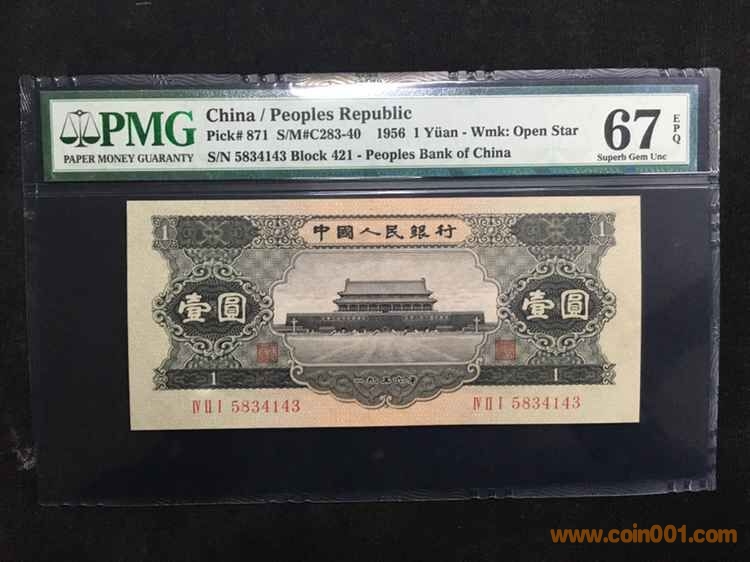 PMG
PAPER MONEY GUARANTY
China / Peoples Republic
Pick# 871 S/M#C283-40 1956 1 Yüan - Wmk: Open Star
S/N 5834143 Block 421 - Peoples Bank of China
67
EPQ
Superb Gem Unc
1
中國人民銀行
1
壹圓
壹圓
1
一九五六年
1
IV II I 5834143
IV II I 5834143
www.coin001.com